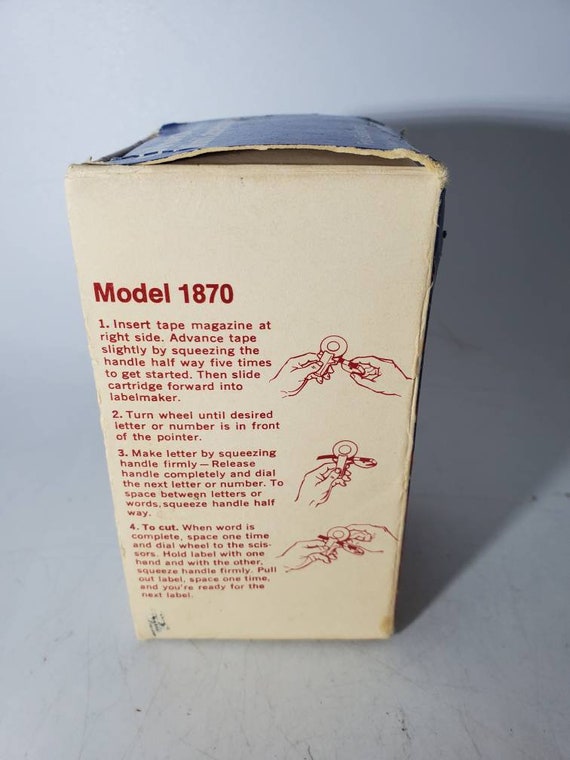 Model 1870
1. Insert tape magazine at
right side. Advance tape
slightly by squeezing the
handle half way five times
to get started. Then slide
cartridge forward into
labelmaker.
2. Turn wheel until desired
letter or number is in front
of the pointer.
3. Make letter by squeezing
handle firmly — Release
handle completely and dial
the next letter or number. To
space between letters or
words, squeeze handle half
way.
4. To cut. When word is
complete, space one time
and dial wheel to the scis-
sors. Hold label with one
hand and with the other,
squeeze handle firmly. Pull
out label, space one time,
and you're ready for the
next label.